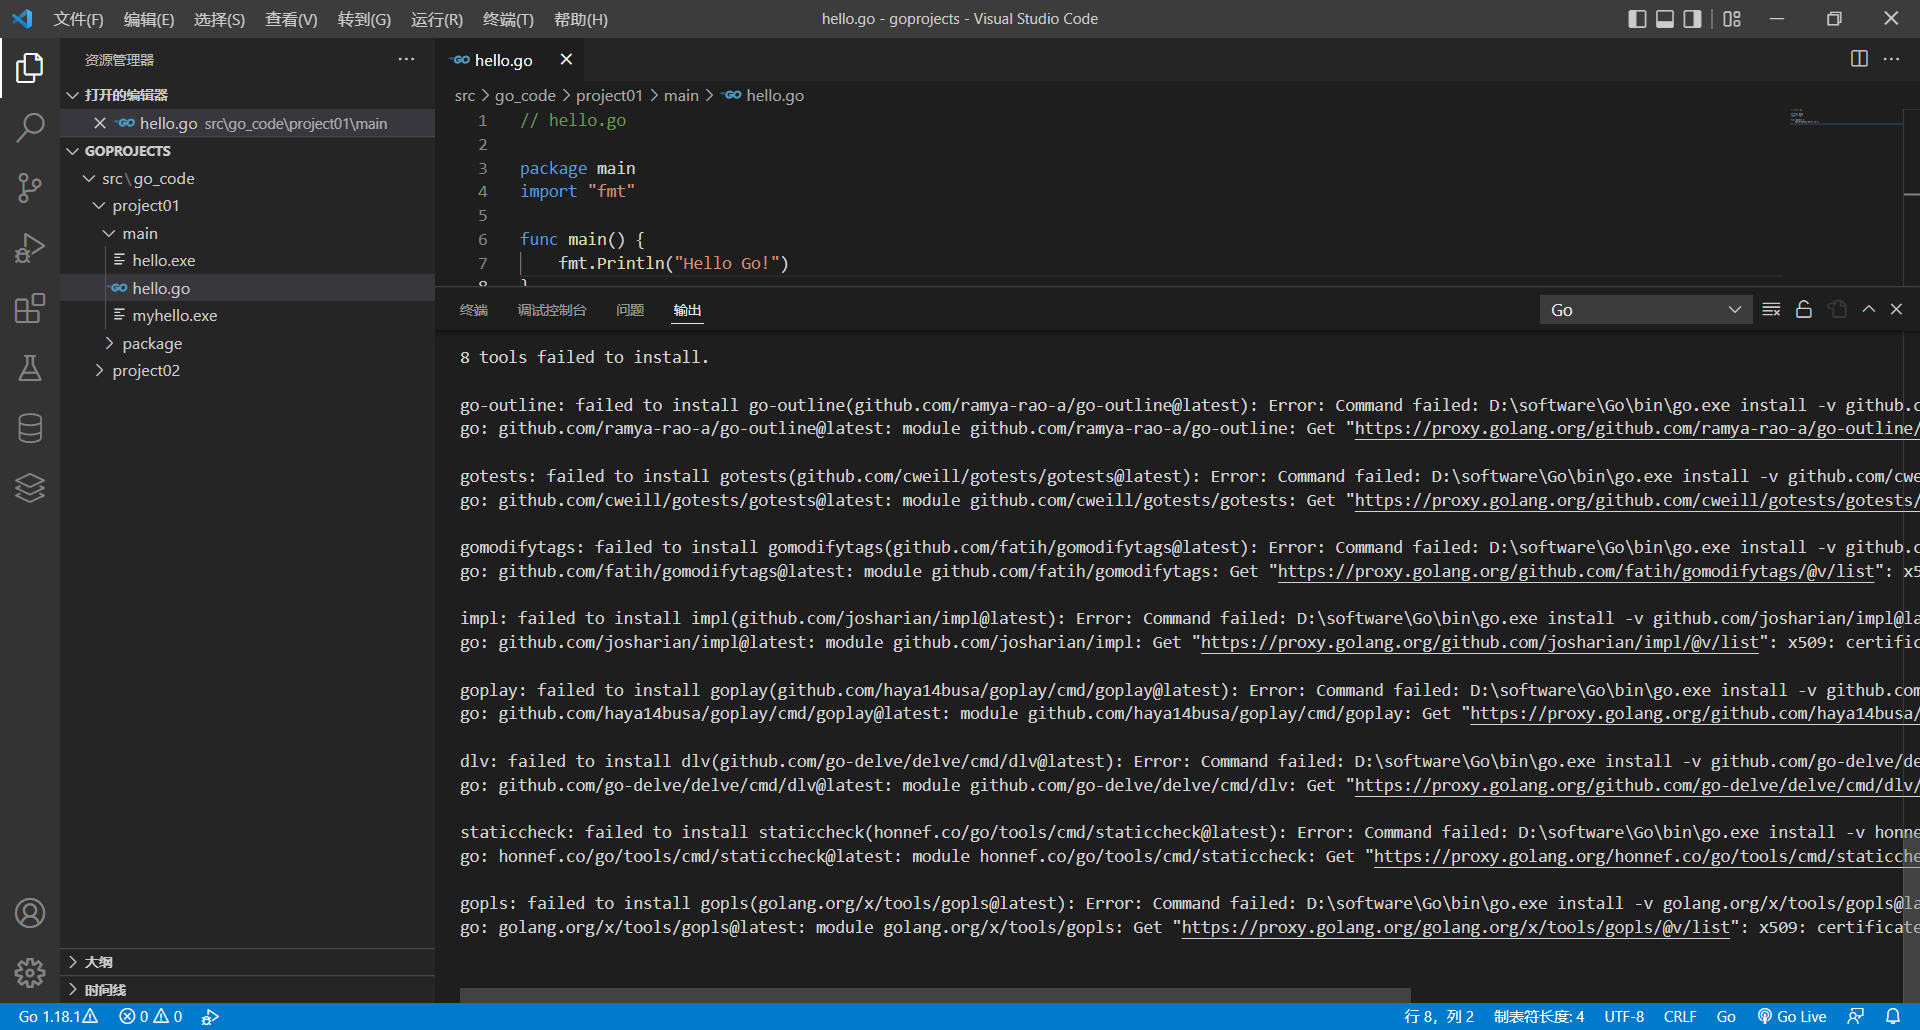 文件(F) 编辑(E) 选择(S) 查看(V) 转到(G) 运行(R) 终端(T) 帮助(H) hello.go - goprojects - Visual Studio Code
资源管理器
打开的编辑器
hello.go src\go_code\project01\main
GOPROJECTS
src\go_code
project01
main
hello.exe
hello.go
myhello.exe
package
project02
大纲
时间线
hello.go
src > go_code > project01 > main > hello.go
1 // hello.go
2
3 package main
4 import "fmt"
5
6 func main() {
7 fmt.Println("Hello Go!")
8 }
终端 调试控制台 问题 输出 Go
8 tools failed to install.
go-outline: failed to install go-outline(github.com/ramya-rao-a/go-outline@latest): Error: Command failed: D:\software\Go\bin\go.exe install -v github.c
go: github.com/ramya-rao-a/go-outline@latest: module github.com/ramya-rao-a/go-outline: Get "https://proxy.golang.org/github.com/ramya-rao-a/go-outline/
gotests: failed to install gotests(github.com/cweill/gotests/gotests@latest): Error: Command failed: D:\software\Go\bin\go.exe install -v github.com/cwe
go: github.com/cweill/gotests/gotests@latest: module github.com/cweill/gotests/gotests: Get "https://proxy.golang.org/github.com/cweill/gotests/gotests/
gomodifytags: failed to install gomodifytags(github.com/fatih/gomodifytags@latest): Error: Command failed: D:\software\Go\bin\go.exe install -v github.c
go: github.com/fatih/gomodifytags@latest: module github.com/fatih/gomodifytags: Get "https://proxy.golang.org/github.com/fatih/gomodifytags/@v/list": x5
impl: failed to install impl(github.com/josharian/impl@latest): Error: Command failed: D:\software\Go\bin\go.exe install -v github.com/josharian/impl@la
go: github.com/josharian/impl@latest: module github.com/josharian/impl: Get "https://proxy.golang.org/github.com/josharian/impl/@v/list": x509: certific
goplay: failed to install goplay(github.com/haya14busa/goplay/cmd/goplay@latest): Error: Command failed: D:\software\Go\bin\go.exe install -v github.com
go: github.com/haya14busa/goplay/cmd/goplay@latest: module github.com/haya14busa/goplay/cmd/goplay: Get "https://proxy.golang.org/github.com/haya14busa/
dlv: failed to install dlv(github.com/go-delve/delve/cmd/dlv@latest): Error: Command failed: D:\software\Go\bin\go.exe install -v github.com/go-delve/de
go: github.com/go-delve/delve/cmd/dlv@latest: module github.com/go-delve/delve/cmd/dlv: Get "https://proxy.golang.org/github.com/go-delve/delve/cmd/dlv/
staticcheck: failed to install staticcheck(honnef.co/go/tools/cmd/staticcheck@latest): Error: Command failed: D:\software\Go\bin\go.exe install -v honne
go: honnef.co/go/tools/cmd/staticcheck@latest: module honnef.co/go/tools/cmd/staticcheck: Get "https://proxy.golang.org/honnef.co/go/tools/cmd/staticche
gopls: failed to install gopls(golang.org/x/tools/gopls@latest): Error: Command failed: D:\software\Go\bin\go.exe install -v golang.org/x/tools/gopls@la
go: golang.org/x/tools/gopls@latest: module golang.org/x/tools/gopls: Get "https://proxy.golang.org/golang.org/x/tools/gopls/@v/list": x509: certificate
Go 1.18.1 0 0 行 8，列 2 制表符长度: 4 UTF-8 CRLF Go Go Live